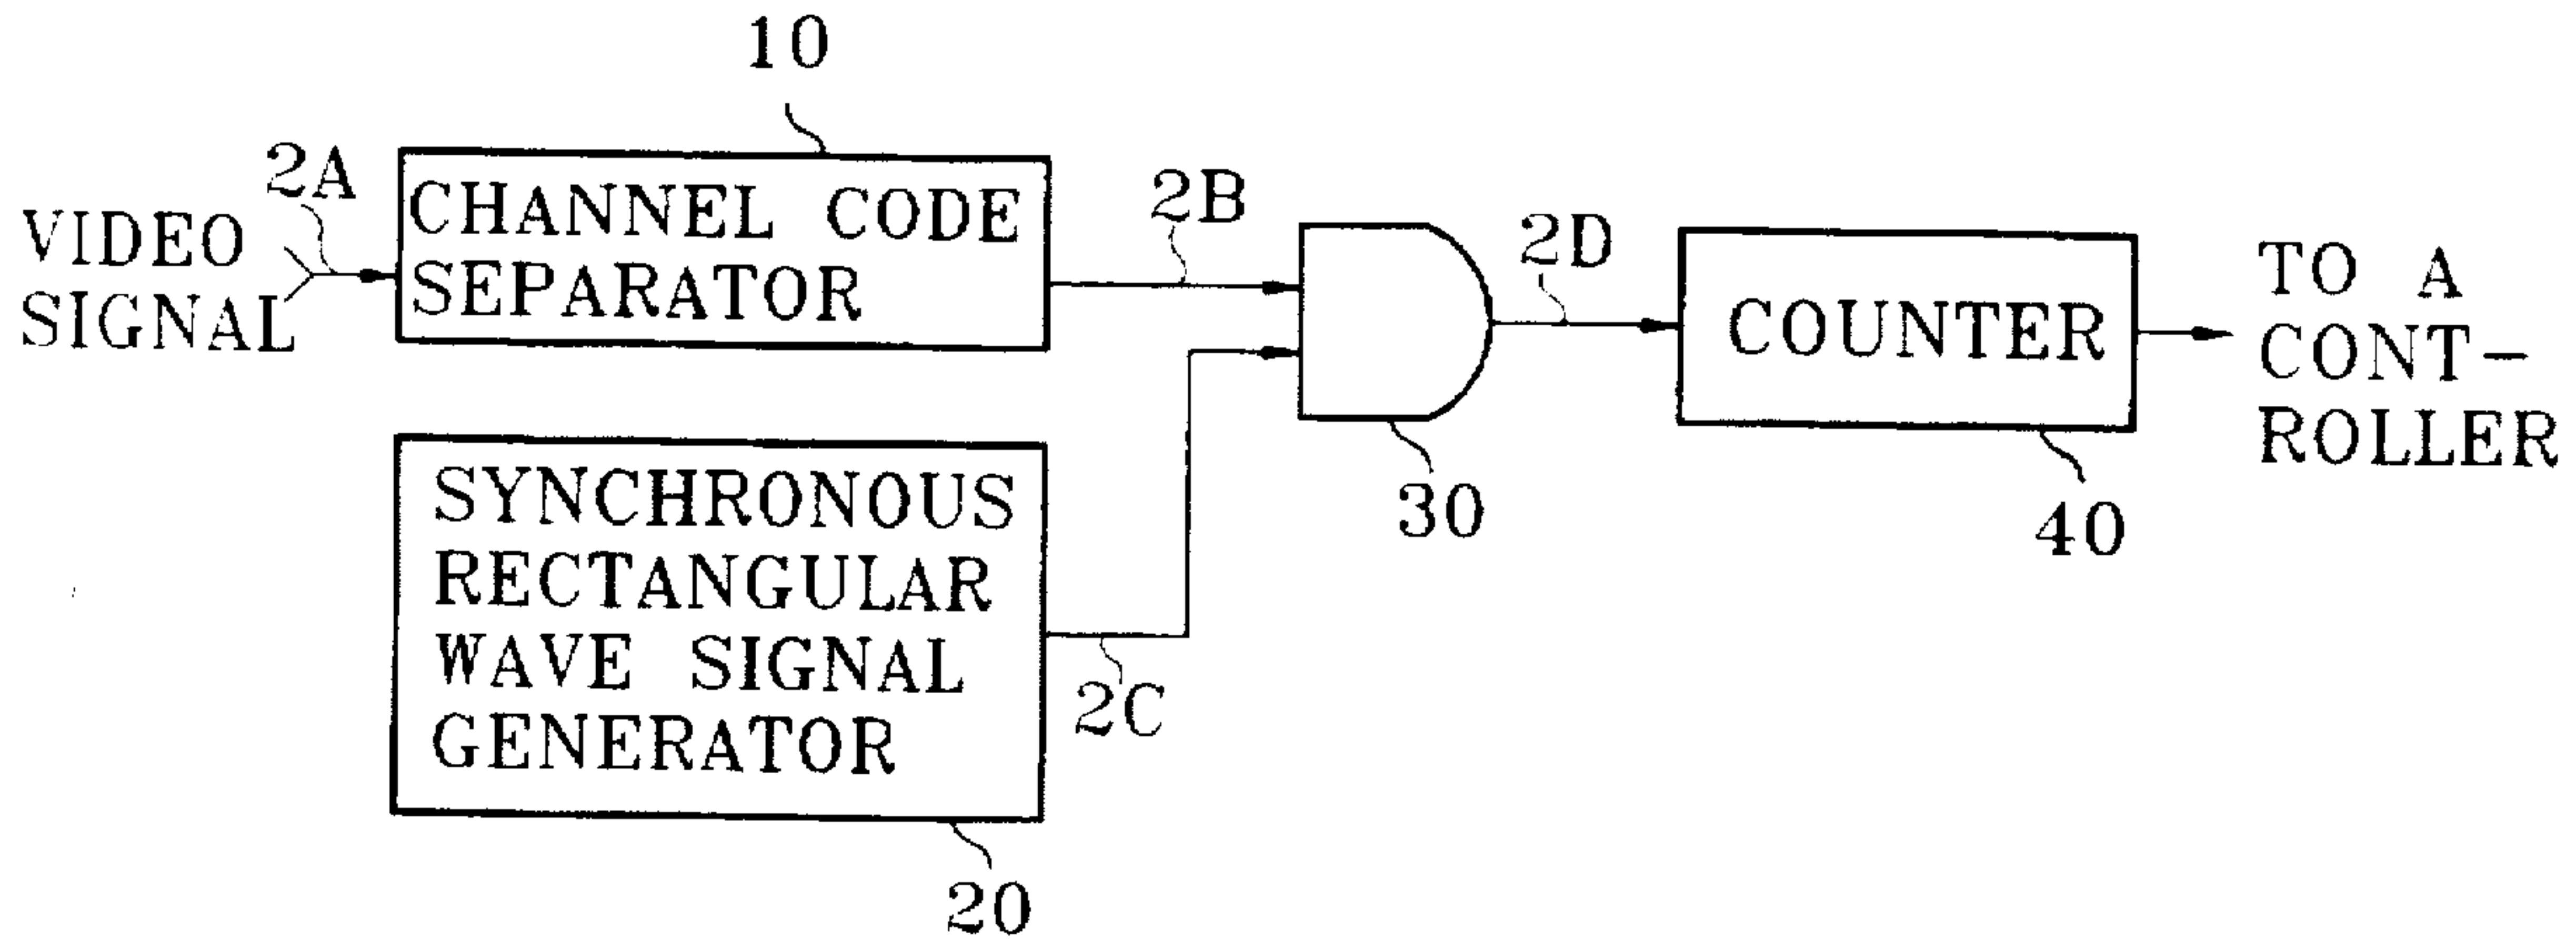 10
2A
VIDEO
SIGNAL
CHANNEL CODE
SEPARATOR
2B
2D
COUNTER
TO A
CONT-
ROLLER
30
40
SYNCHRONOUS
RECTANGULAR
WAVE SIGNAL
GENERATOR
2C
20